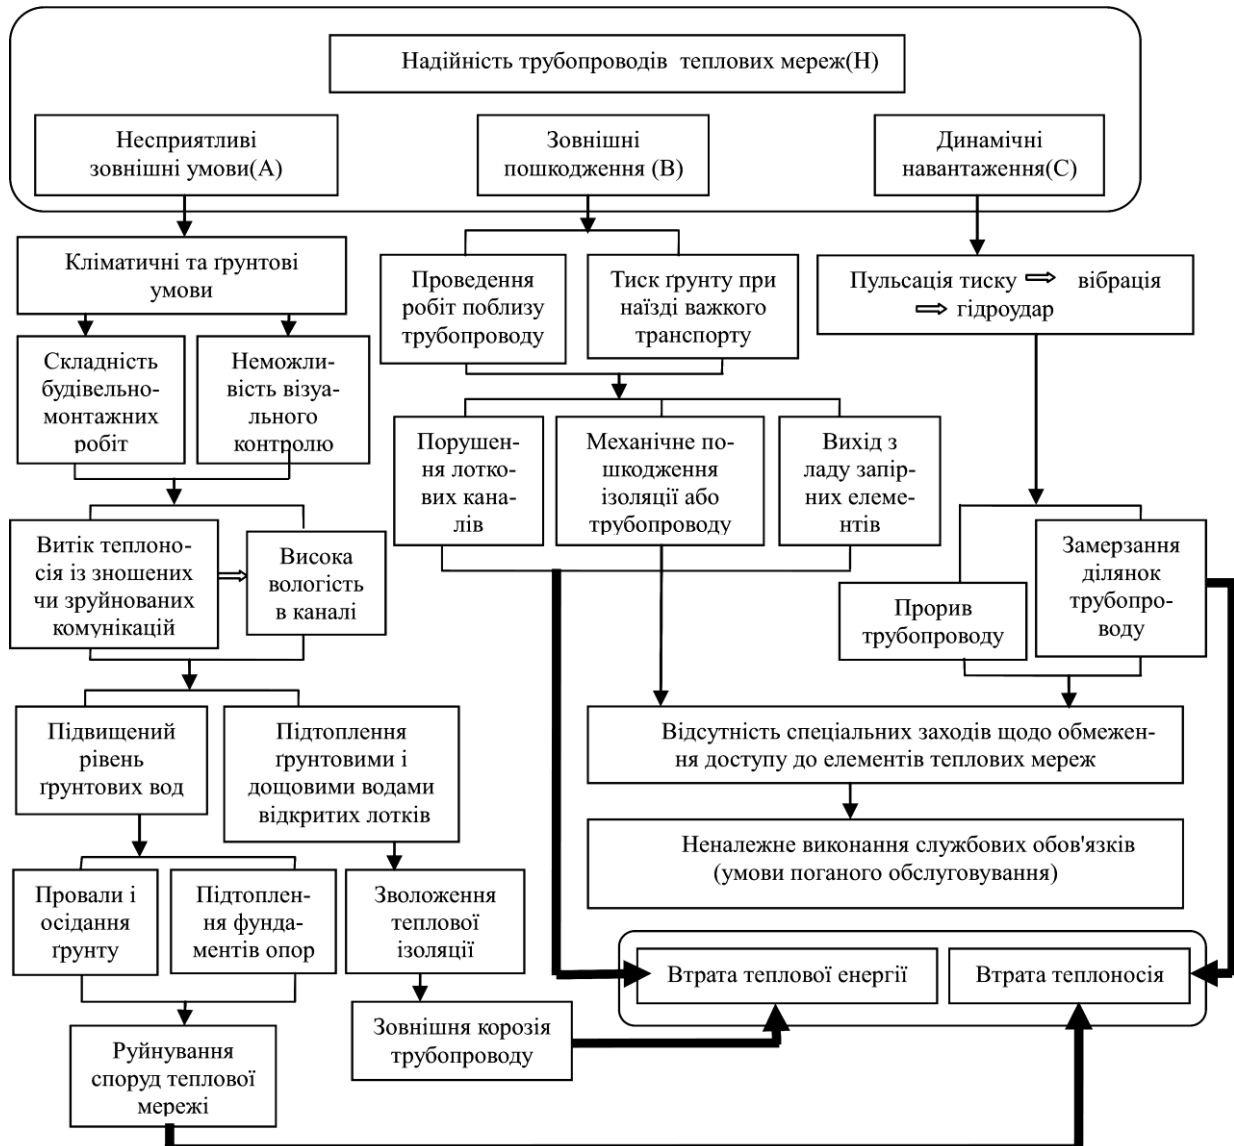 Надійність трубопроводів теплових мереж(Н)
Несприятливі
зовнішні умови(А)
Зовнішні
пошкодження (В)
Динамічні
навантаження(С)
Кліматичні та ґрунтові
умови
Проведення
робіт поблизу
трубопроводу
Тиск ґрунту при
наїзді важкого
транспорту
Пульсація тиску ⇒ вібрація
⇒ гідроудар
Складність
будівельно-
монтажних
робіт
Неможли-
вість візуа-
льного
контролю
Порушен-
ня лотко-
вих кана-
лів
Механічне по-
шкодження
ізоляції або
трубопроводу
Вихід з
ладу запір-
них елеме-
нтів
Витік теплоно-
сія із зношених
чи зруйнованих
комунікацій
Висока
вологість
в каналі
Прорив
трубопроводу
Замерзання
ділянок
трубопро-
воду
Підвищений
рівень
ґрунтових вод
Підтоплення
ґрунтовими і
дощовими водами
відкритих лотків
Відсутність спеціальних заходів щодо обмежен-
ня доступу до елементів теплових мереж
Неналежне виконання службових обов'язків
(умови поганого обслуговування)
Провали і
осідання
ґрунту
Підтоплен-
ня фунда-
ментів опор
Зволоження
теплової
ізоляції
Втрата теплової енергії
Втрата теплоносія
Зовнішня корозія
трубопроводу
Руйнування
споруд теплової
мережі